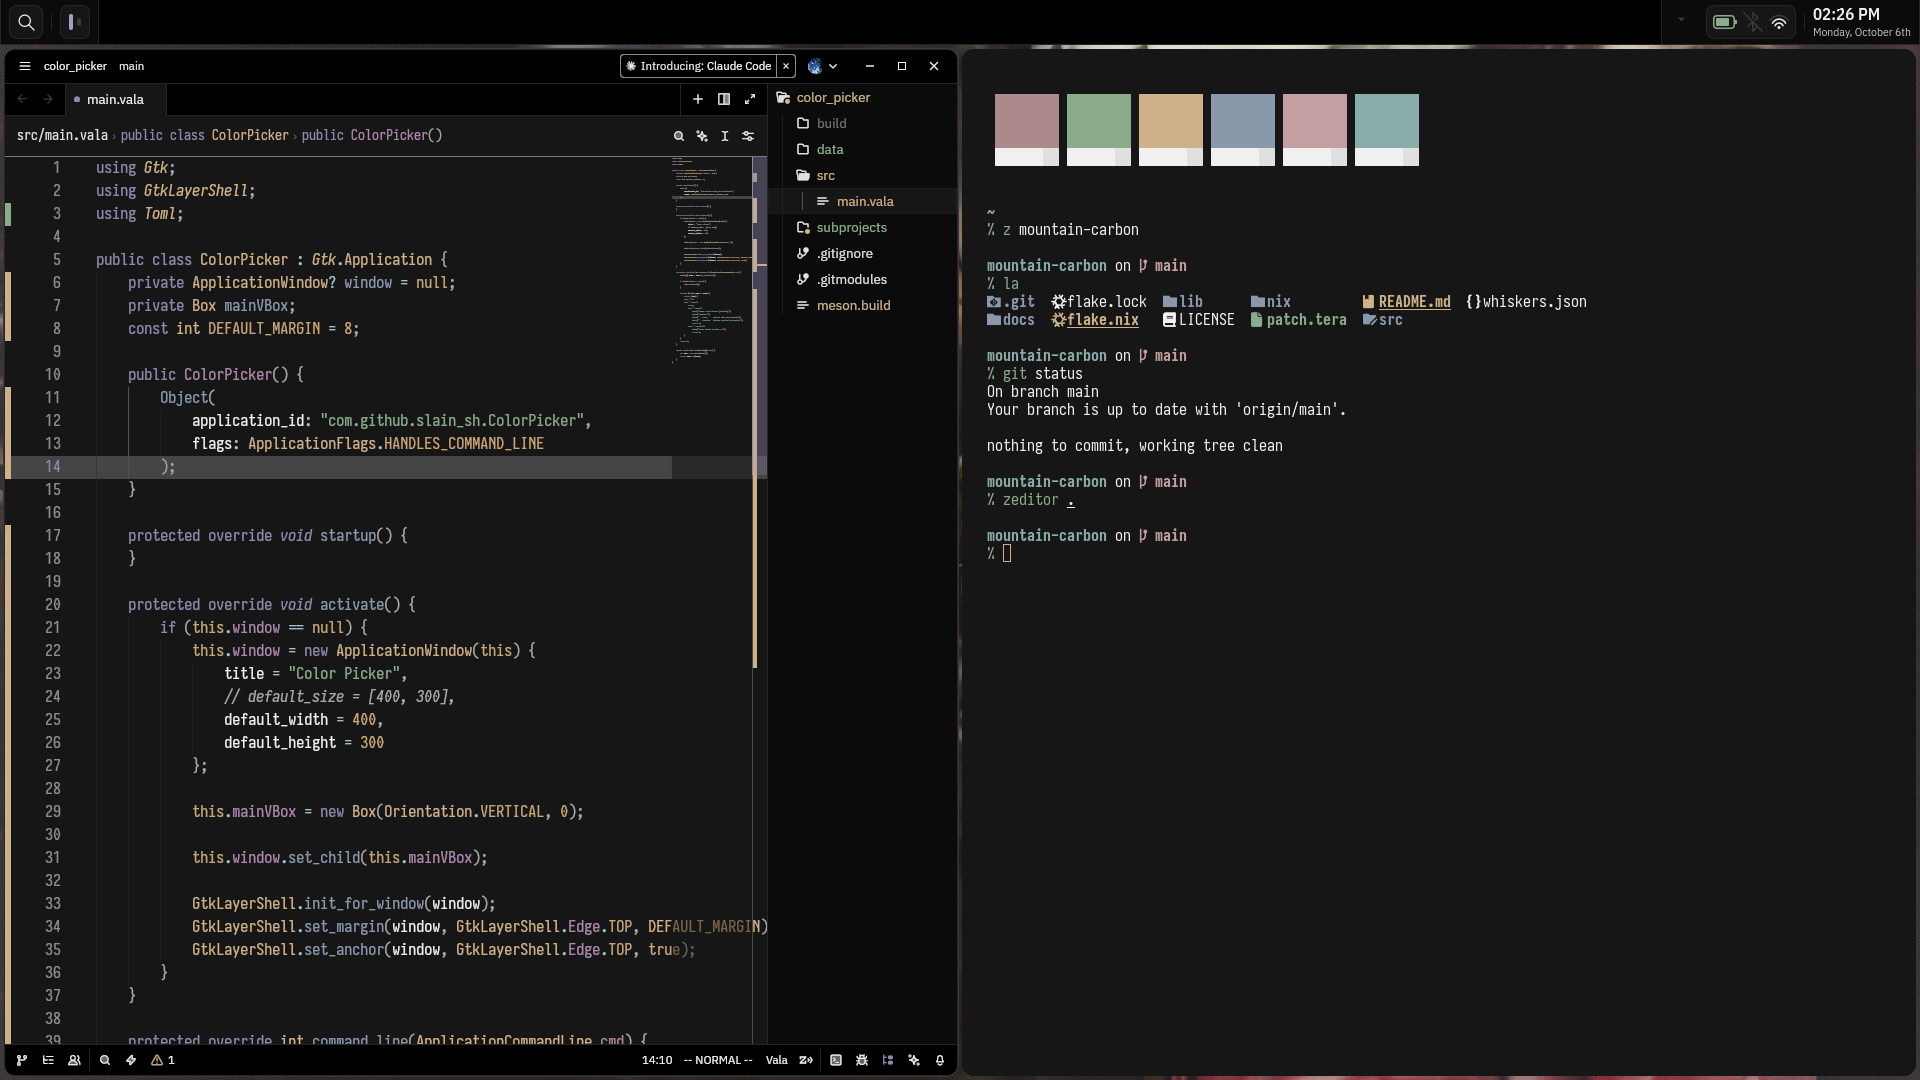 02:26 PM
Monday, October 6th
color_picker main
Introducing: Claude Code ×
main.vala
src/main.vala › public class ColorPicker › public ColorPicker()
1 using Gtk;
2 using GtkLayerShell;
3 using Toml;
4
5 public class ColorPicker : Gtk.Application {
6 private ApplicationWindow? window = null;
7 private Box mainVBox;
8 const int DEFAULT_MARGIN = 8;
9
10 public ColorPicker() {
11 Object(
12 application_id: "com.github.slain_sh.ColorPicker",
13 flags: ApplicationFlags.HANDLES_COMMAND_LINE
14 );
15 }
16
17 protected override void startup() {
18 }
19
20 protected override void activate() {
21 if (this.window == null) {
22 this.window = new ApplicationWindow(this) {
23 title = "Color Picker",
24 // default_size = [400, 300],
25 default_width = 400,
26 default_height = 300
27 };
28
29 this.mainVBox = new Box(Orientation.VERTICAL, 0);
30
31 this.window.set_child(this.mainVBox);
32
33 GtkLayerShell.init_for_window(window);
34 GtkLayerShell.set_margin(window, GtkLayerShell.Edge.TOP, DEFAULT_MARGIN)
35 GtkLayerShell.set_anchor(window, GtkLayerShell.Edge.TOP, true);
36 }
37 }
38
39 protected override int command_line(ApplicationCommandLine cmd) {
color_picker
build
data
src
main.vala
subprojects
.gitignore
.gitmodules
meson.build
1
14:10 -- NORMAL -- Vala
~
% z mountain-carbon
mountain-carbon on main
% la
.git flake.lock lib nix README.md {}whiskers.json
docs flake.nix LICENSE patch.tera src
mountain-carbon on main
% git status
On branch main
Your branch is up to date with 'origin/main'.
nothing to commit, working tree clean
mountain-carbon on main
% zeditor .
mountain-carbon on main
%